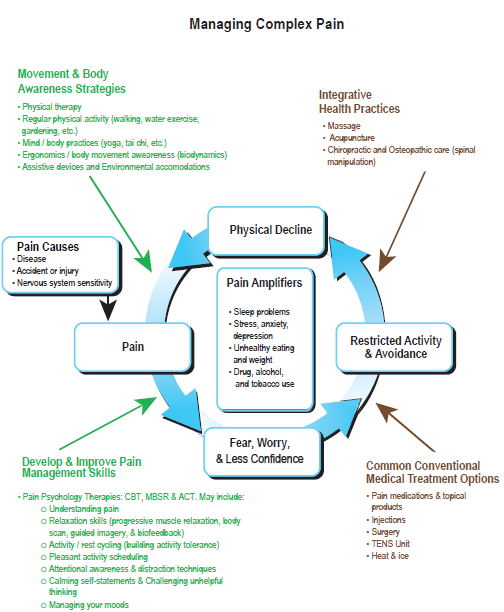 Managing Complex Pain
Movement & Body
Awareness Strategies
• Physical therapy
• Regular physical activity (walking, water exercise,
gardening, etc.)
• Mind / body practices (yoga, tai chi, etc.)
• Ergonomics / body movement aweareness (biodynamics)
• Assistive devices and Environmental accomodations
Integrative
Health Practices
• Massage
• Acupuncture
• Chiropractic and Osteopathic care (spinal
manipulation)
Physical Decline
Pain Causes
• Disease
• Accident or injury
• Nervous system sensitivity
Pain Amplifiers
• Sleep problems
• Stress, anxiety,
depression
• Unhealthy eating
and weight
• Drug, alcohol,
and tobacco use
Pain
Restricted Activity
& Avoidance
Fear, Worry,
& Less Confidence
Develop & Improve Pain
Management Skills
• Pain Psychology Therapies: CBT, MBSR & ACT. May include:
o Understanding pain
o Relaxation skills (progressive muscle relaxation, body
scan, guided imagery, & biofeedback)
o Activity / rest cycling (building activity tolerance)
o Pleasant activity scheduling
o Attentional awareness & distraction techniques
o Calming self-statements & Challenging unhelpful
thinking
o Managing your moods
Common Conventional
Medical Treatment Options
• Pain medications & topical
products
• Injections
• Surgery
• TENS Unit
• Heat & ice